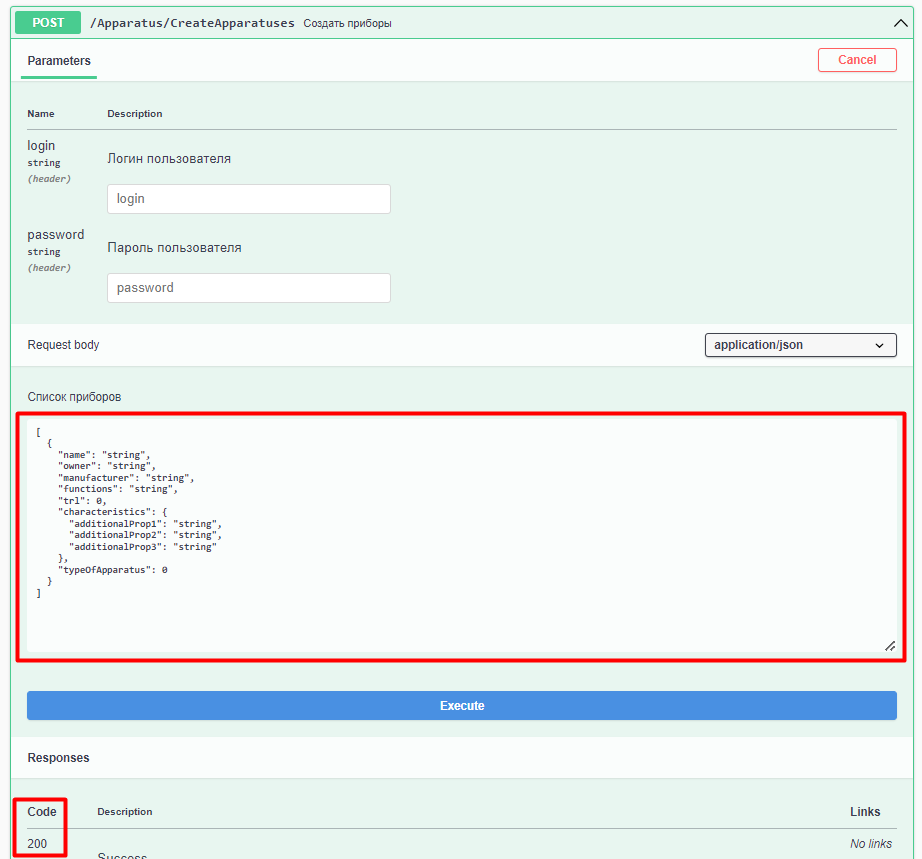 POST /Apparatus/CreateApparatuses Создать приборы
Parameters
Cancel
Name Description
login
string
(header)
Логин пользователя
login
password
string
(header)
Пароль пользователя
password
Request body
application/json
Список приборов
[
{
"name": "string",
"owner": "string",
"manufacturer": "string",
"functions": "string",
"trl": 0,
"characteristics": {
"additionalProp1": "string",
"additionalProp2": "string",
"additionalProp3": "string"
},
"typeOfApparatus": 0
}
]
Execute
Responses
Code Description Links
200 No links
Success